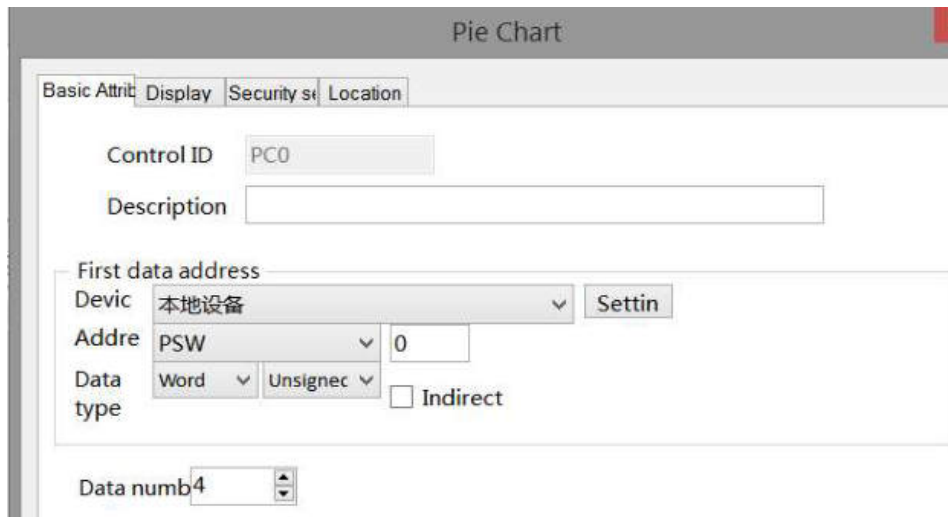 Pie Chart
Basic Attrib Display Security se Location
Control ID PC0
Description
First data address
Devic 本地设备 Settin
Addre PSW 0
Data type Word Unsignec Indirect
Data numb 4